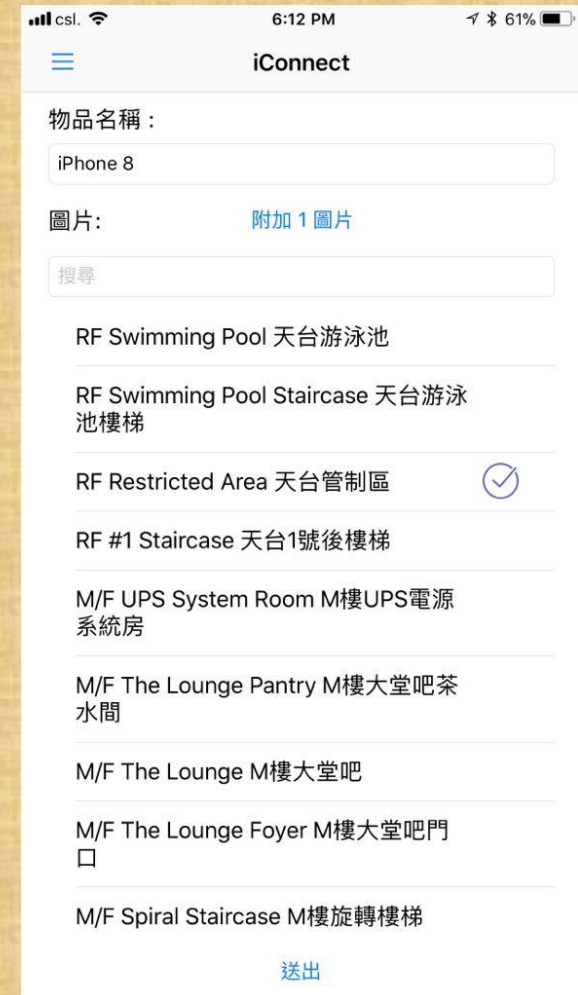 csl. 6:12 PM 61%
iConnect
物品名稱 :
iPhone 8
圖片: 附加 1 圖片
搜尋
RF Swimming Pool 天台游泳池
RF Swimming Pool Staircase 天台游泳
池樓梯
RF Restricted Area 天台管制區
RF #1 Staircase 天台1號後樓梯
M/F UPS System Room M樓UPS電源
系統房
M/F The Lounge Pantry M樓大堂吧茶
水間
M/F The Lounge M樓大堂吧
M/F The Lounge Foyer M樓大堂吧門
口
M/F Spiral Staircase M樓旋轉樓梯
送出